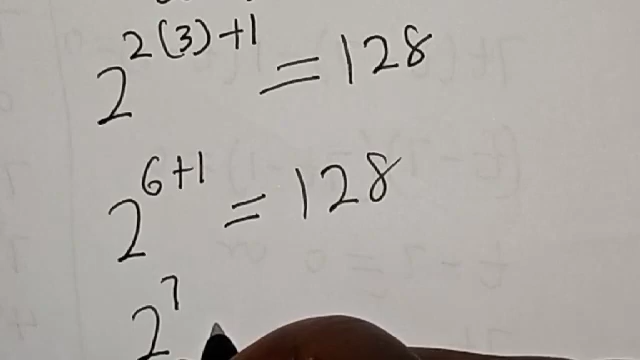 2^{2(3)+1} = 128
2^{6+1} = 128
2^7